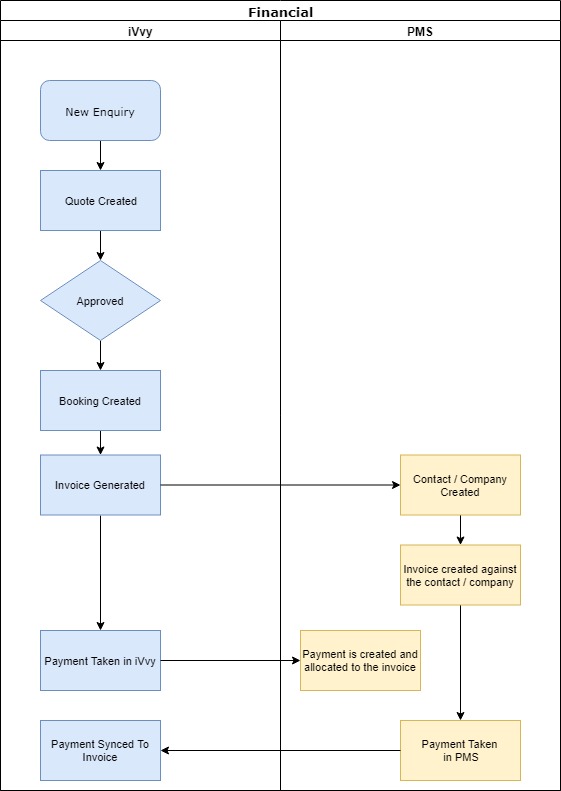 Financial
iVvy
PMS
New Enquiry
Quote Created
Approved
Booking Created
Invoice Generated
Contact / Company
Created
Invoice created against
the contact / company
Payment Taken in iVvy
Payment is created and
allocated to the invoice
Payment Synced To
Invoice
Payment Taken
in PMS